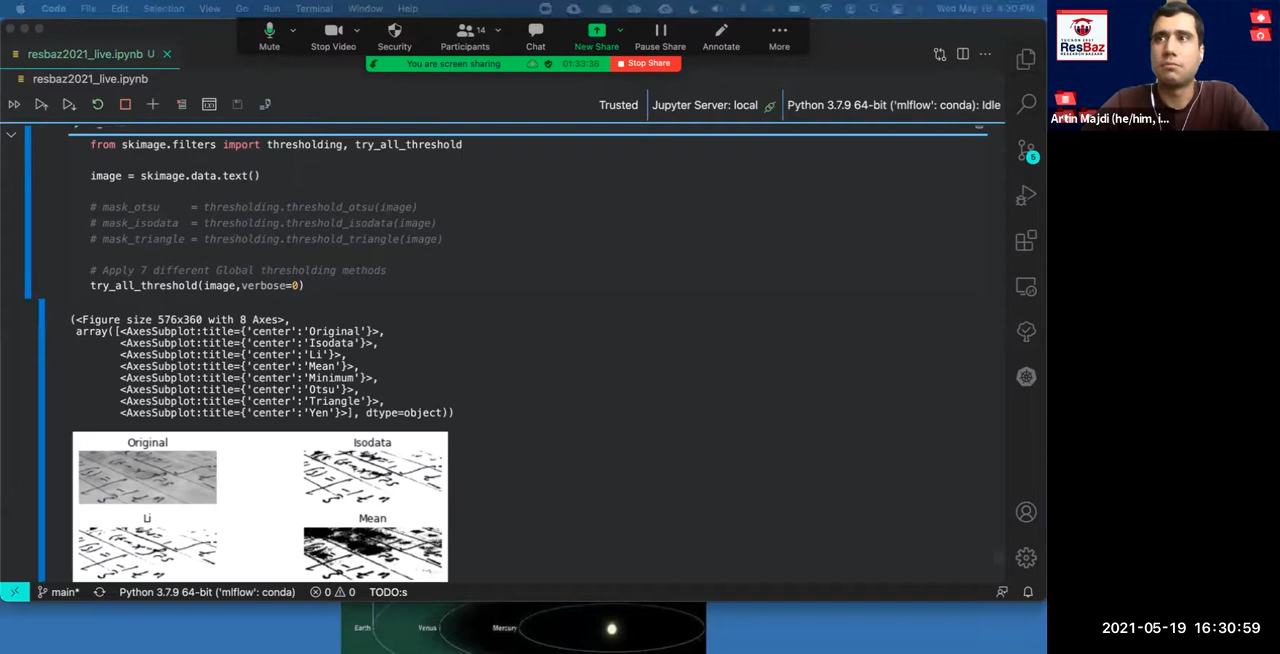 Code File Edit Selection View Go Run Terminal Window Help Wed May 19 4:30 PM
resbaz2021_live.ipynb U
Mute Stop Video Security Participants 14 Chat New Share Pause Share Annotate More
You are screen sharing 01:33:36 Stop Share
resbaz2021_live.ipynb
Trusted Jupyter Server: local Python 3.7.9 64-bit ('mlflow': conda): Idle
from skimage.filters import thresholding, try_all_threshold
image = skimage.data.text()
# mask_otsu = thresholding.threshold_otsu(image)
# mask_isodata = thresholding.threshold_isodata(image)
# mask_triangle = thresholding.threshold_triangle(image)
# Apply 7 different Global thresholding methods
try_all_threshold(image,verbose=0)
(<Figure size 576x360 with 8 Axes>,
array([<AxesSubplot:title={'center':'Original'}>,
<AxesSubplot:title={'center':'Isodata'}>,
<AxesSubplot:title={'center':'Li'}>,
<AxesSubplot:title={'center':'Mean'}>,
<AxesSubplot:title={'center':'Minimum'}>,
<AxesSubplot:title={'center':'Otsu'}>,
<AxesSubplot:title={'center':'Triangle'}>,
<AxesSubplot:title={'center':'Yen'}>], dtype=object))
Original Isodata
Li Mean
main* Python 3.7.9 64-bit ('mlflow': conda) 0 0 TODO:s
Earth Venus Mercury
TUCSON 2021
ResBaz
RESEARCH BAZAAR
Artin Majdi (he/him, i...
5
2021-05-19 16:30:59